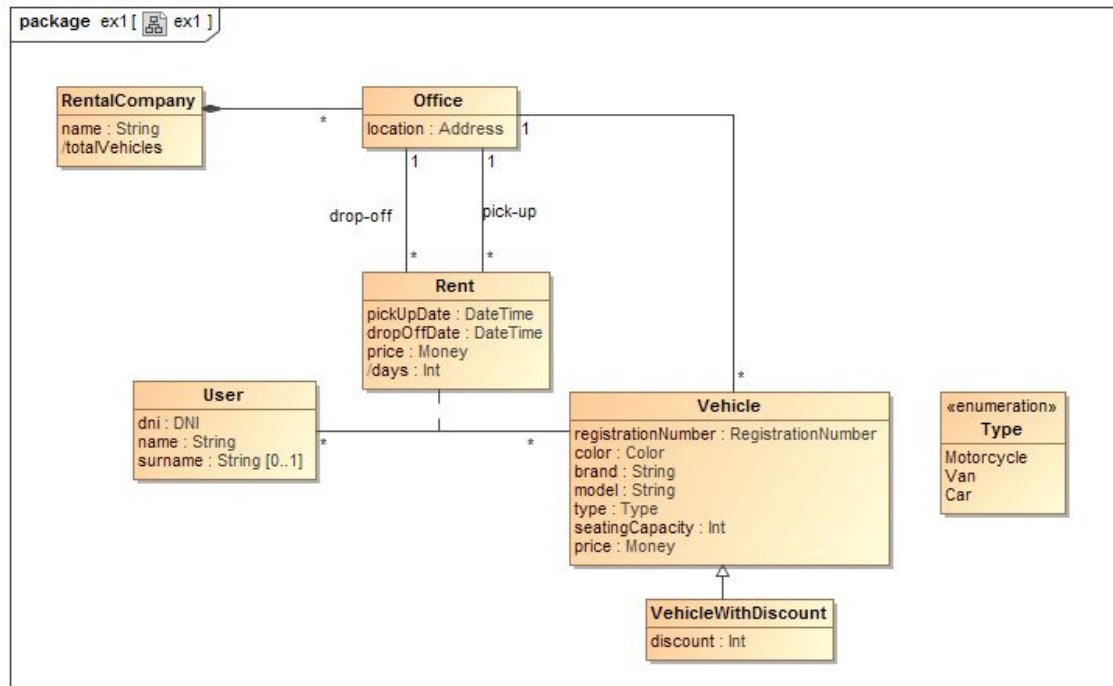 package ex1 [ ex1 ]
RentalCompany
name : String
/totalVehicles
*
Office
location : Address
1
1
1
drop-off
pick-up
*
*
Rent
pickUpDate : DateTime
dropOffDate : DateTime
price : Money
/days : Int
User
dni : DNI
name : String
surname : String [0..1]
*
*
*
Vehicle
registrationNumber : RegistrationNumber
color : Color
brand : String
model : String
type : Type
seatingCapacity : Int
price : Money
«enumeration»
Type
Motorcycle
Van
Car
VehicleWithDiscount
discount : Int